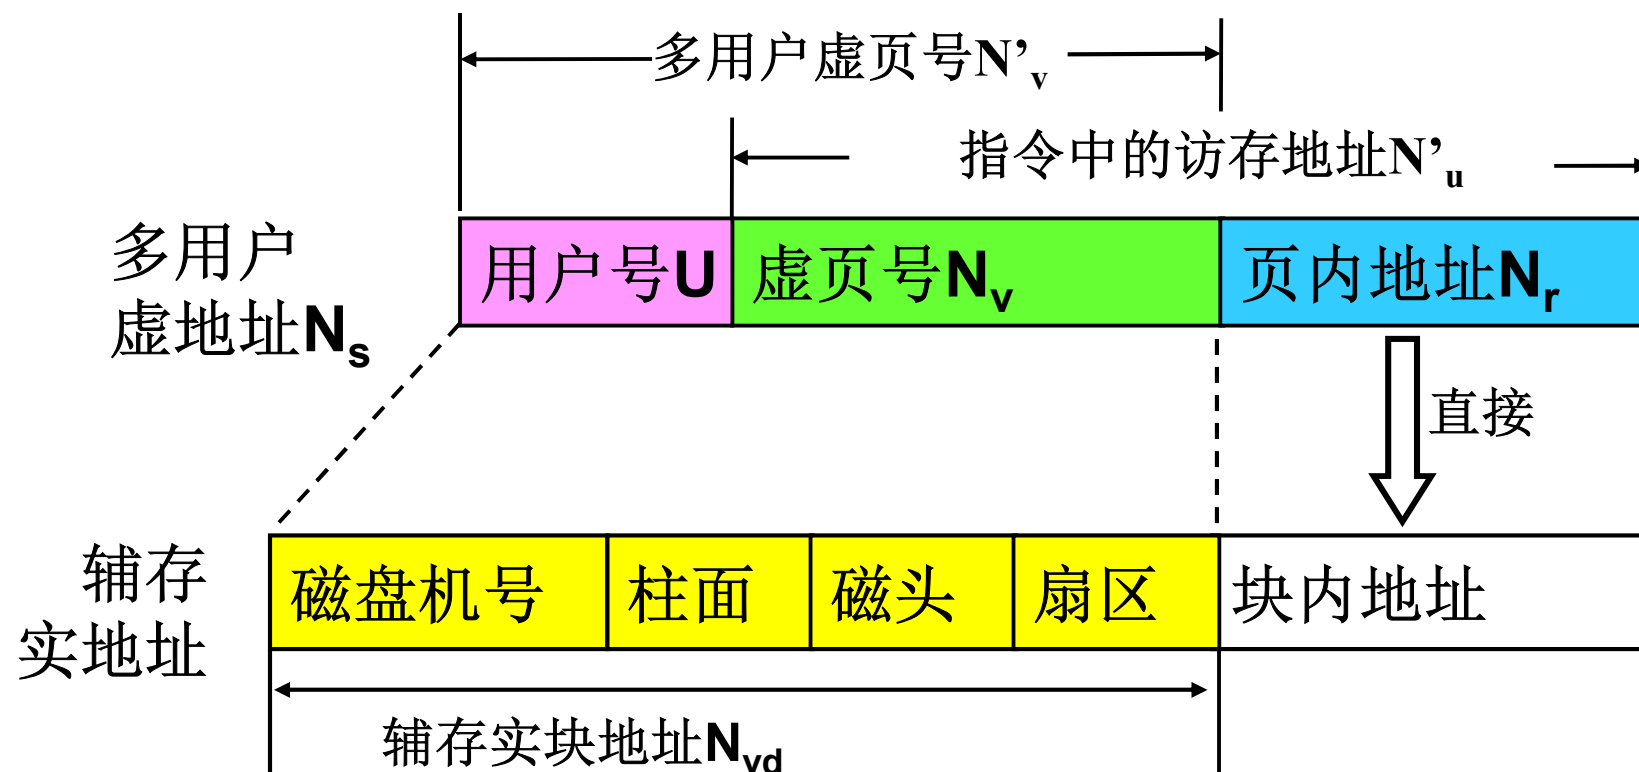 多用户虚页号N’v
指令中的访存地址N’u
多用户
虚地址Ns
用户号U
虚页号Nv
页内地址Nr
直接
辅存
实地址
磁盘机号
柱面
磁头
扇区
块内地址
辅存实块地址Nvd